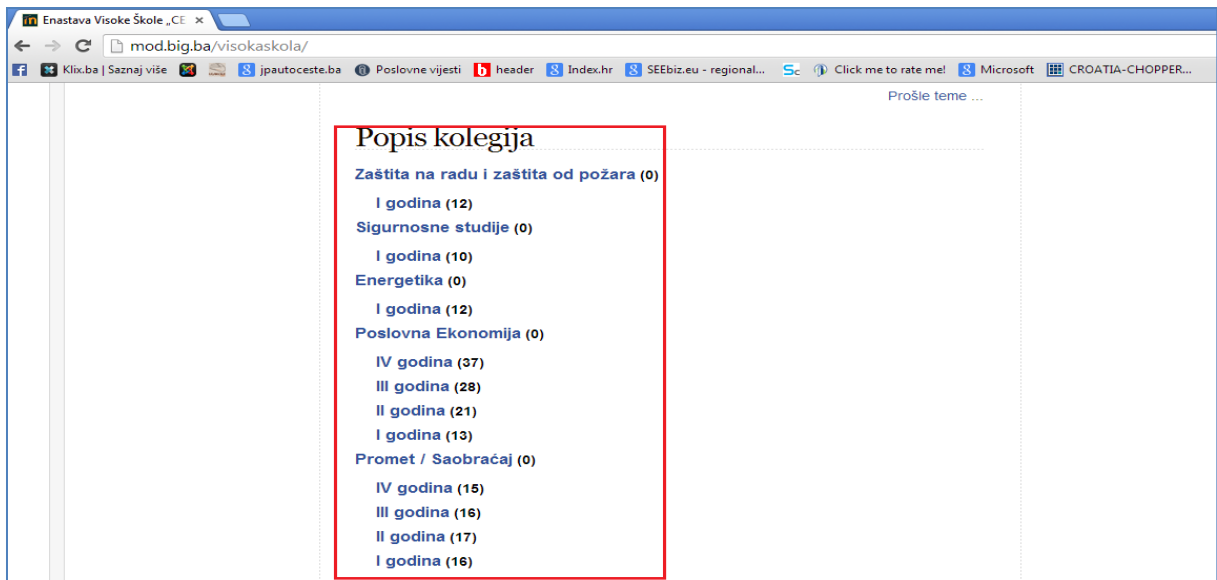 Enastava Visoke Škole „CE
mod.big.ba/visokaskola/
Klix.ba | Saznaj više jpautoceste.ba Poslovne vijesti header Index.hr SEEbiz.eu - regional... Click me to rate me! Microsoft CROATIA-CHOPPER...
Prošle teme ...
Popis kolegija
Zaštita na radu i zaštita od požara (0)
I godina (12)
Sigurnosne studije (0)
I godina (10)
Energetika (0)
I godina (12)
Poslovna Ekonomija (0)
IV godina (37)
III godina (28)
II godina (21)
I godina (13)
Promet / Saobraćaj (0)
IV godina (15)
III godina (16)
II godina (17)
I godina (16)